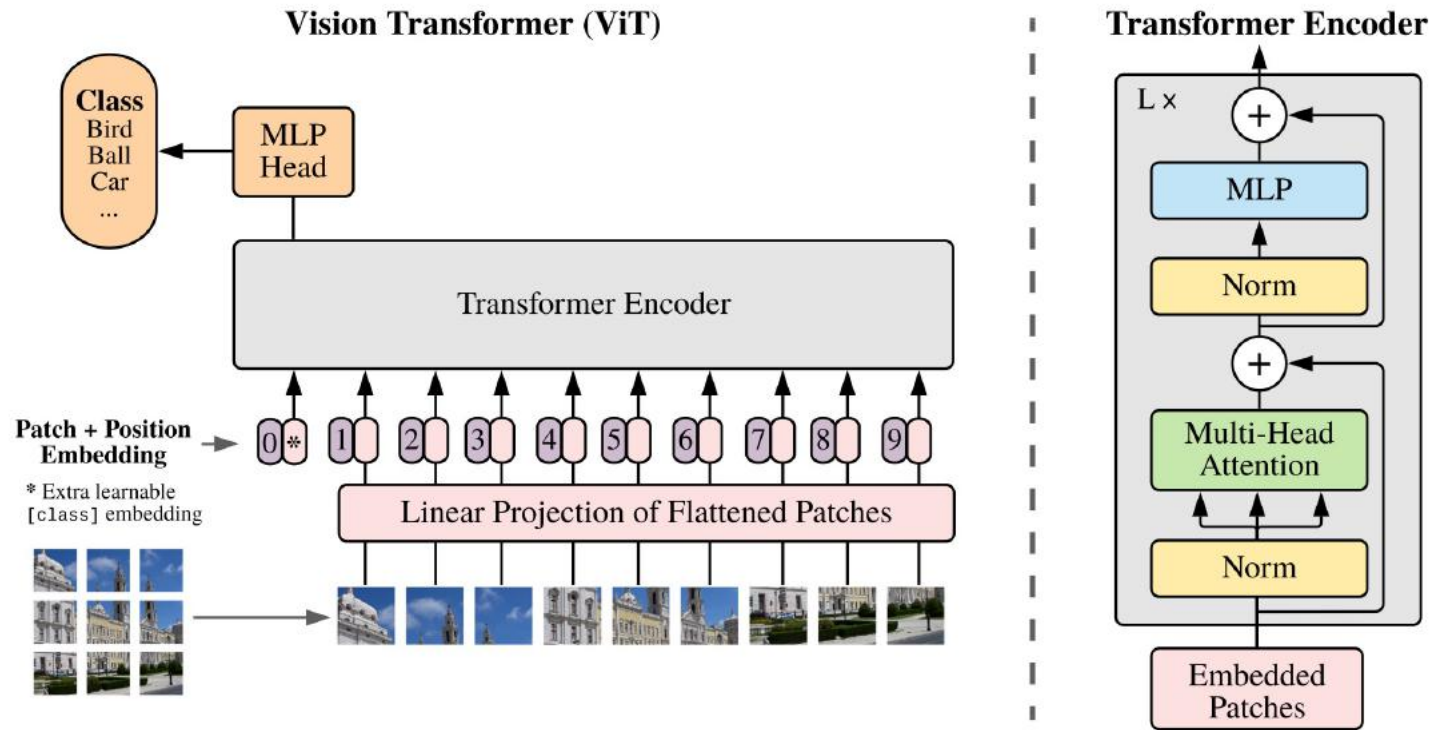 Vision Transformer (ViT)
Class
Bird
Ball
Car
...
MLP
Head
Transformer Encoder
Patch + Position
Embedding
* Extra learnable
[class] embedding
0 * 1 2 3 4 5 6 7 8 9
Linear Projection of Flattened Patches
Transformer Encoder
L ×
+
MLP
Norm
+
Multi-Head
Attention
Norm
Embedded
Patches